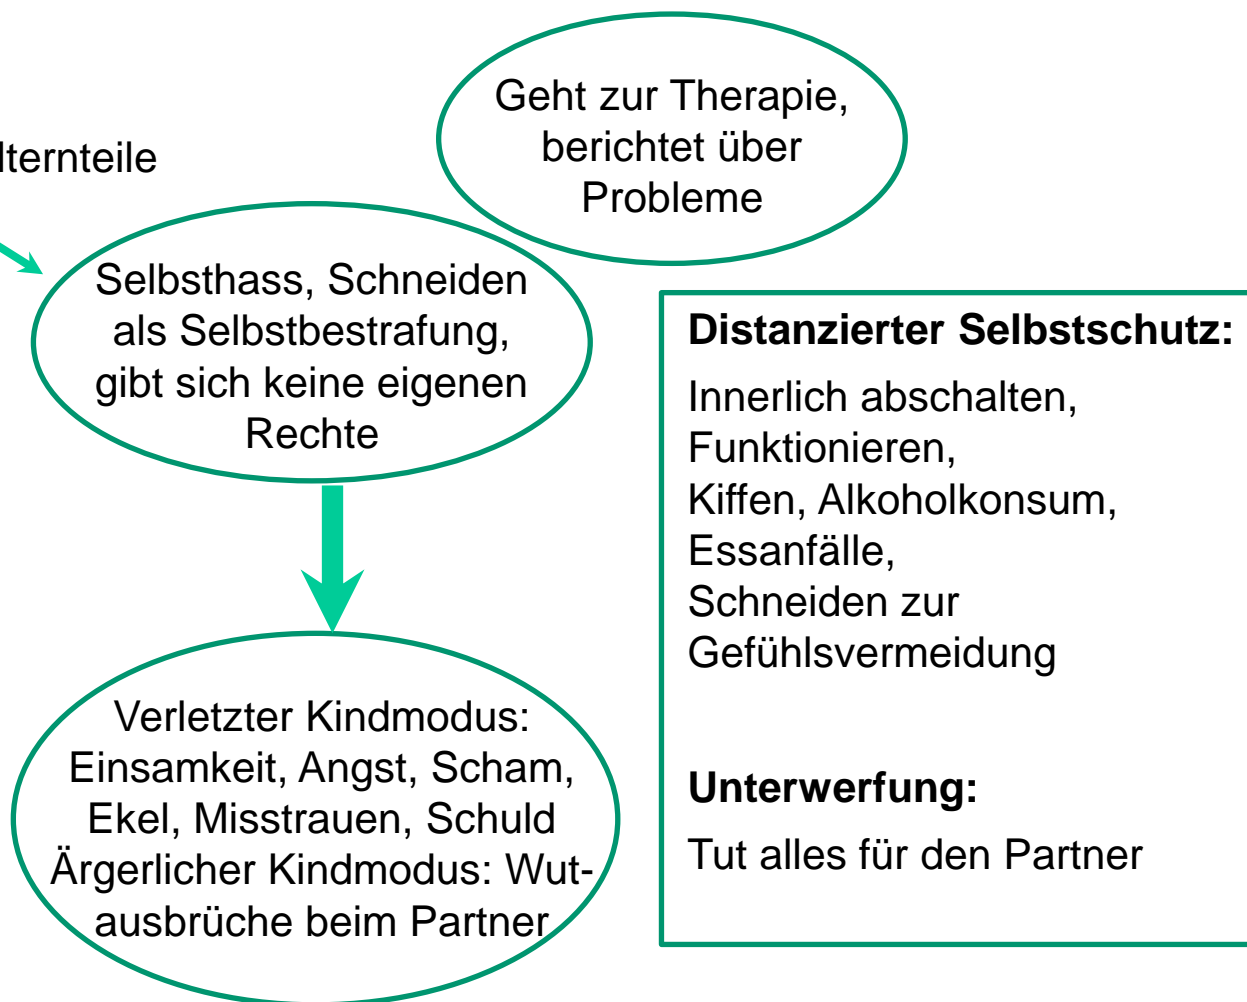 Geht zur Therapie,
berichtet über
Probleme
lternteile
Selbsthass, Schneiden
als Selbstbestrafung,
gibt sich keine eigenen
Rechte
Distanzierter Selbstschutz:
Innerlich abschalten,
Funktionieren,
Kiffen, Alkoholkonsum,
Essanfälle,
Schneiden zur
Gefühlsvermeidung
Unterwerfung:
Tut alles für den Partner
Verletzter Kindmodus:
Einsamkeit, Angst, Scham,
Ekel, Misstrauen, Schuld
Ärgerlicher Kindmodus: Wut-
ausbrüche beim Partner